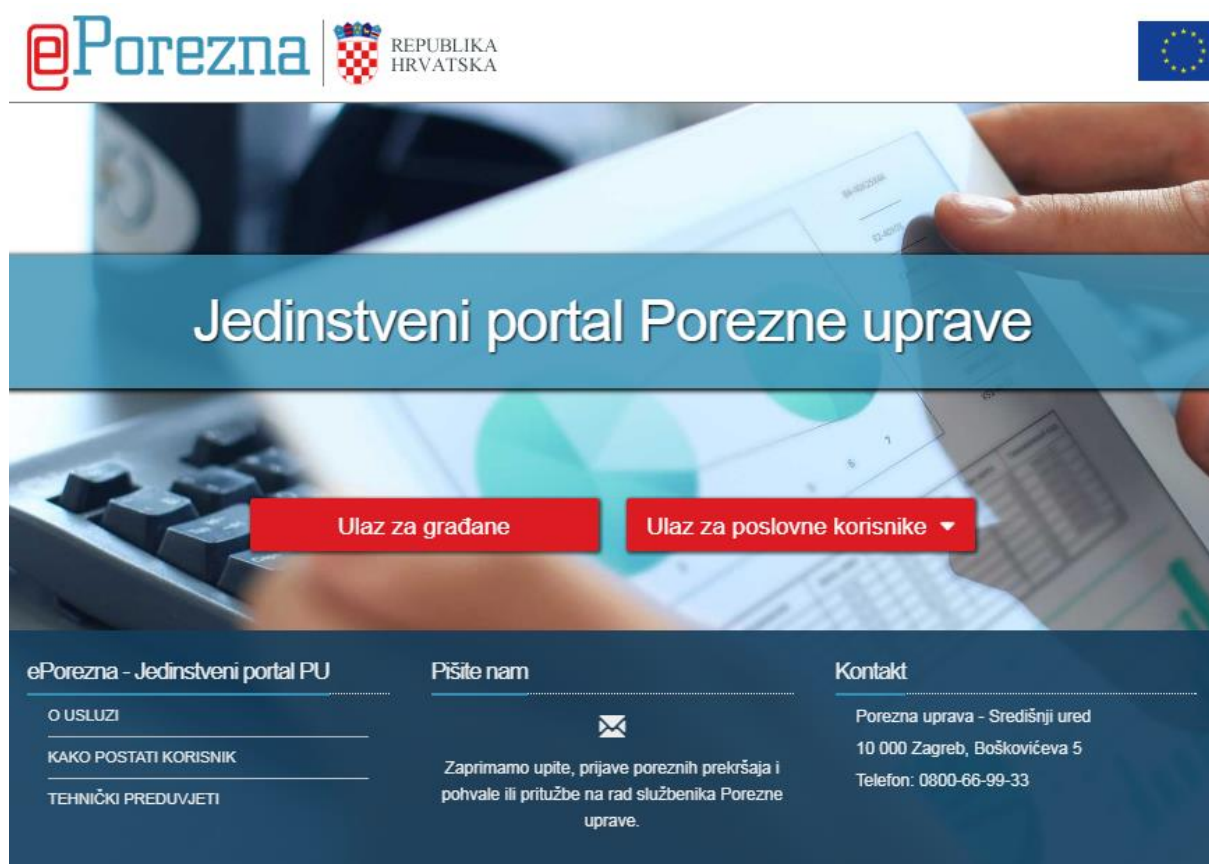 ePorezna
REPUBLIKA
HRVATSKA
Jedinstveni portal Porezne uprave
Ulaz za građane
Ulaz za poslovne korisnike
ePorezna - Jedinstveni portal PU
O USLUZI
KAKO POSTATI KORISNIK
TEHNIČKI PREDUVJETI
Pišite nam
Zaprimamo upite, prijave poreznih prekršaja i
pohvale ili pritužbe na rad službenika Porezne
uprave.
Kontakt
Porezna uprava - Središnji ured
10 000 Zagreb, Boškovićeva 5
Telefon: 0800-66-99-33